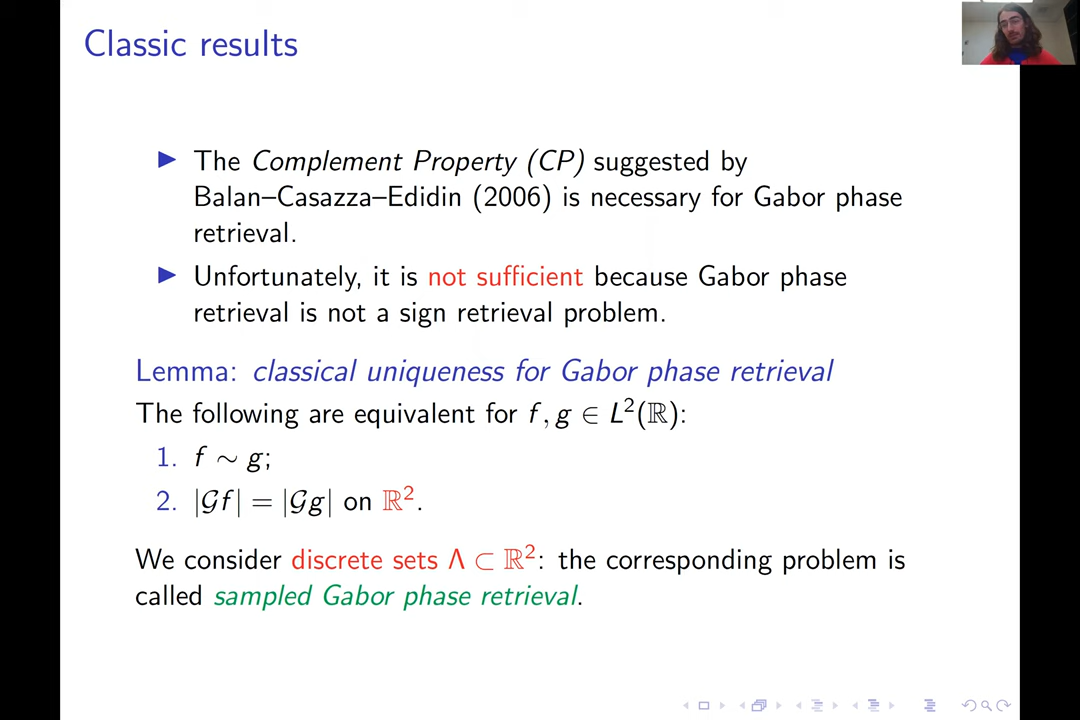 Classic results
▶ The Complement Property (CP) suggested by
Balan–Casazza–Edidin (2006) is necessary for Gabor phase
retrieval.
▶ Unfortunately, it is not sufficient because Gabor phase
retrieval is not a sign retrieval problem.
Lemma: classical uniqueness for Gabor phase retrieval
The following are equivalent for f, g ∈ L²(ℝ):
1. f ∼ g;
2. |𝒢f| = |𝒢g| on ℝ².
We consider discrete sets Λ ⊂ ℝ²: the corresponding problem is
called sampled Gabor phase retrieval.